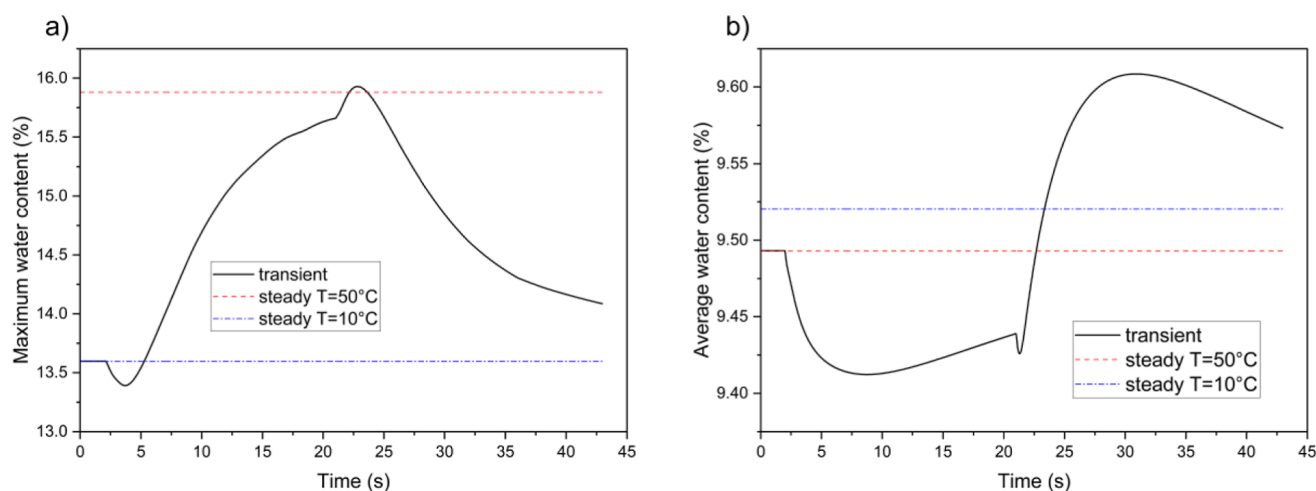 a)
Maximum water content (%)
16.0
15.5
15.0
14.5
14.0
13.5
13.0
transient
steady T=50°C
steady T=10°C
0 5 10 15 20 25 30 35 40 45
Time (s)
b)
Average water content (%)
9.60
9.55
9.50
9.45
9.40
transient
steady T=50°C
steady T=10°C
0 5 10 15 20 25 30 35 40 45
Time (s)